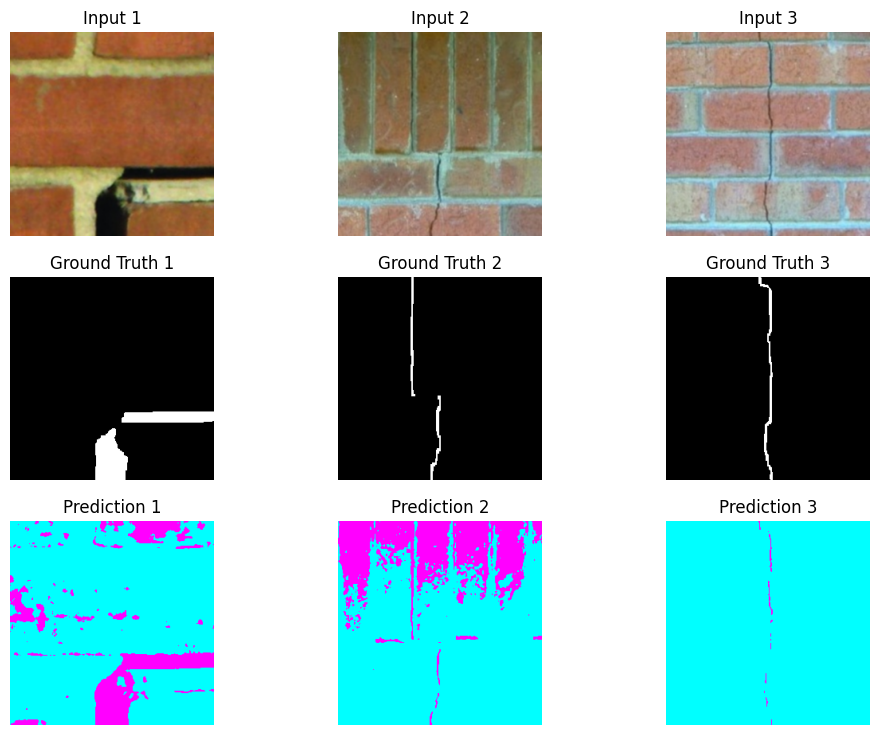 Input 1
Input 2
Input 3
Ground Truth 1
Ground Truth 2
Ground Truth 3
Prediction 1
Prediction 2
Prediction 3